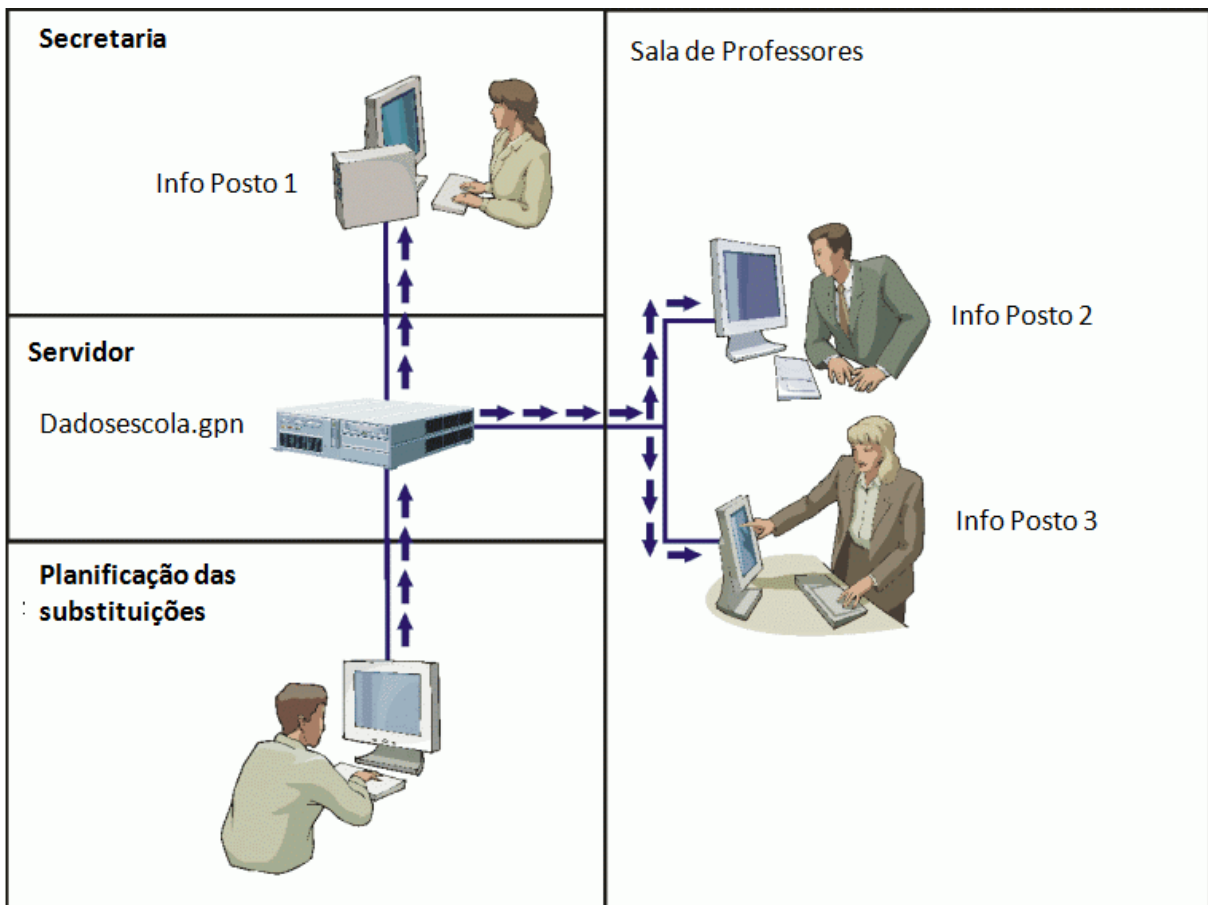 Secretaria
Info Posto 1
Servidor
Dadosescola.gpn
Planificação das
: substituições
Sala de Professores
Info Posto 2
Info Posto 3